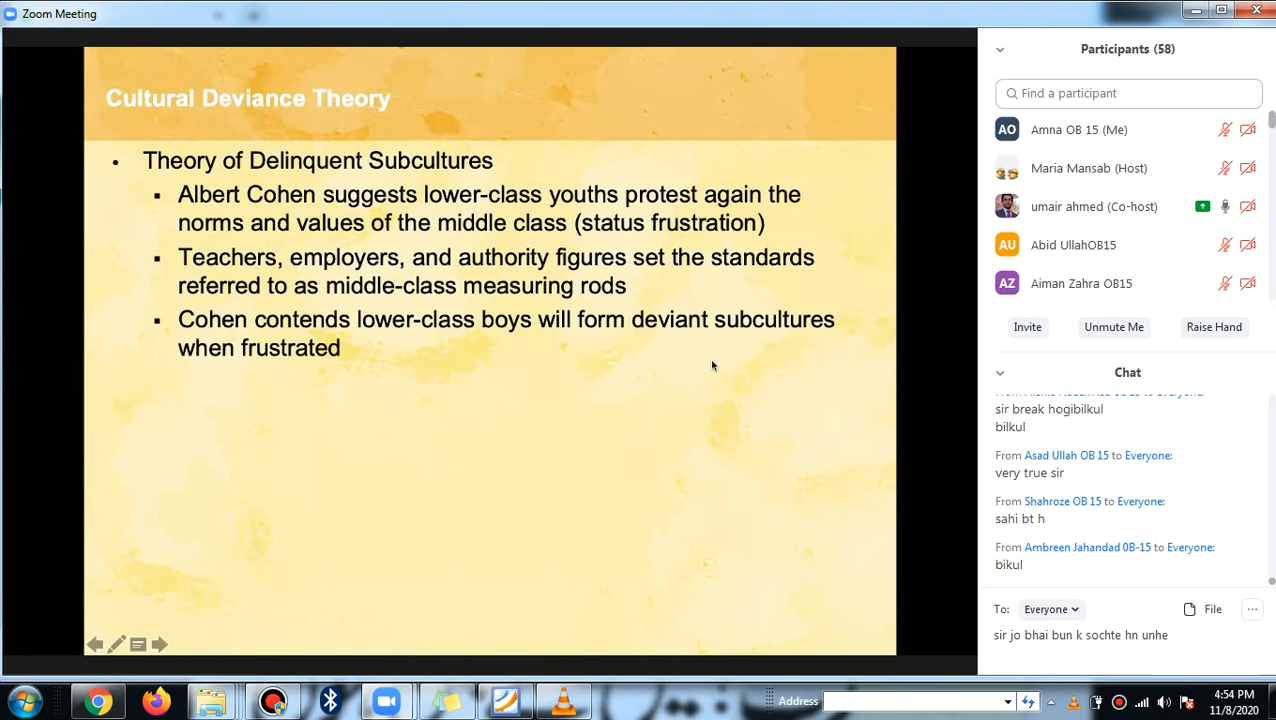 Zoom Meeting
Cultural Deviance Theory
• Theory of Delinquent Subcultures
▪ Albert Cohen suggests lower-class youths protest again the
norms and values of the middle class (status frustration)
▪ Teachers, employers, and authority figures set the standards
referred to as middle-class measuring rods
▪ Cohen contends lower-class boys will form deviant subcultures
when frustrated
Participants (58)
Find a participant
AO Amna OB 15 (Me)
Maria Mansab (Host)
umair ahmed (Co-host)
AU Abid UllahOB15
AZ Aiman Zahra OB15
Invite Unmute Me Raise Hand
Chat
sir break hogibilkul
bilkul
From Asad Ullah OB 15 to Everyone:
very true sir
From Shahroze OB 15 to Everyone:
sahi bt h
From Ambreen Jahandad 0B-15 to Everyone:
bikul
To: Everyone File
sir jo bhai bun k sochte hn unhe
Address
4:54 PM
11/8/2020